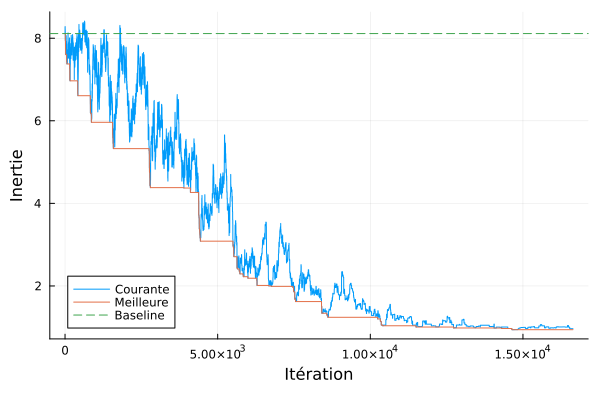 8
6
4
2
Inertie
Courante
Meilleure
Baseline
0
5.00×10³
1.00×10⁴
1.50×10⁴
Itération